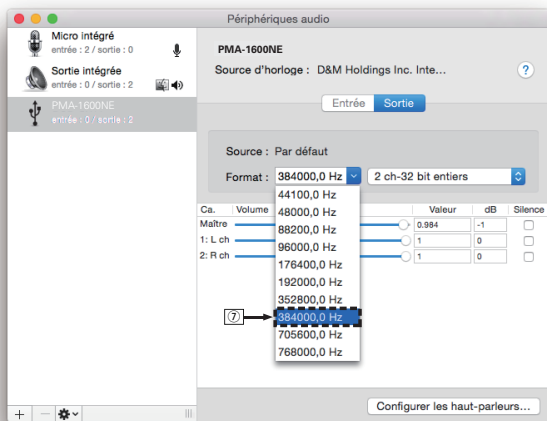 Périphériques audio
Micro intégré
entrée : 2 / sortie : 0
Sortie intégrée
entrée : 0 / sortie : 2
PMA-1600NE
entrée : 0 / sortie : 2
PMA-1600NE
Source d'horloge : D&M Holdings Inc. Inte...
?
Entrée Sortie
Source : Par défaut
Format : 384000,0 Hz 2 ch-32 bit entiers
44100,0 Hz
48000,0 Hz
88200,0 Hz
96000,0 Hz
176400,0 Hz
192000,0 Hz
352800,0 Hz
⑦ 384000,0 Hz
705600,0 Hz
768000,0 Hz
Ca. Volume Valeur dB Silence
Maître 0.984 -1
1: L ch 1 0
2: R ch 1 0
Configurer les haut-parleurs...